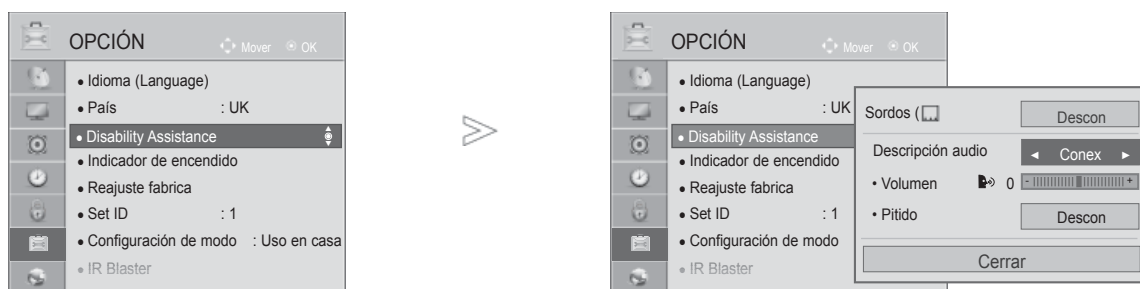 OPCIÓN
Mover OK
• Idioma (Language)
• País : UK
• Disability Assistance
• Indicador de encendido
• Reajuste fabrica
• Set ID : 1
• Configuración de modo : Uso en casa
• IR Blaster
OPCIÓN
Mover OK
• Idioma (Language)
• País : UK
• Disability Assistance
• Indicador de encendido
• Reajuste fabrica
• Set ID : 1
• Configuración de modo
• IR Blaster
Sordos ( Descon
Descripción audio ◄ Conex ►
• Volumen 0 - +
• Pitido Descon
Cerrar